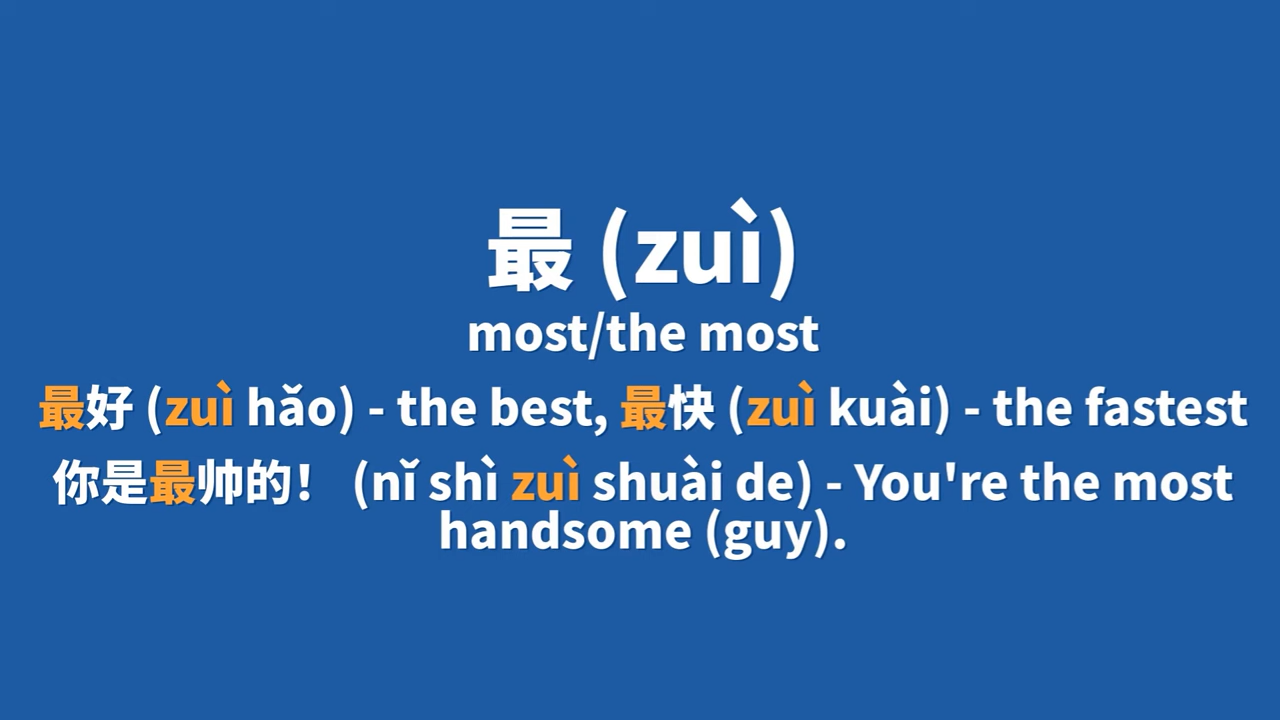 最 (zuì)
most/the most
最好 (zuì hǎo) - the best, 最快 (zuì kuài) - the fastest
你是最帅的！ (nǐ shì zuì shuài de) - You're the most
handsome (guy).